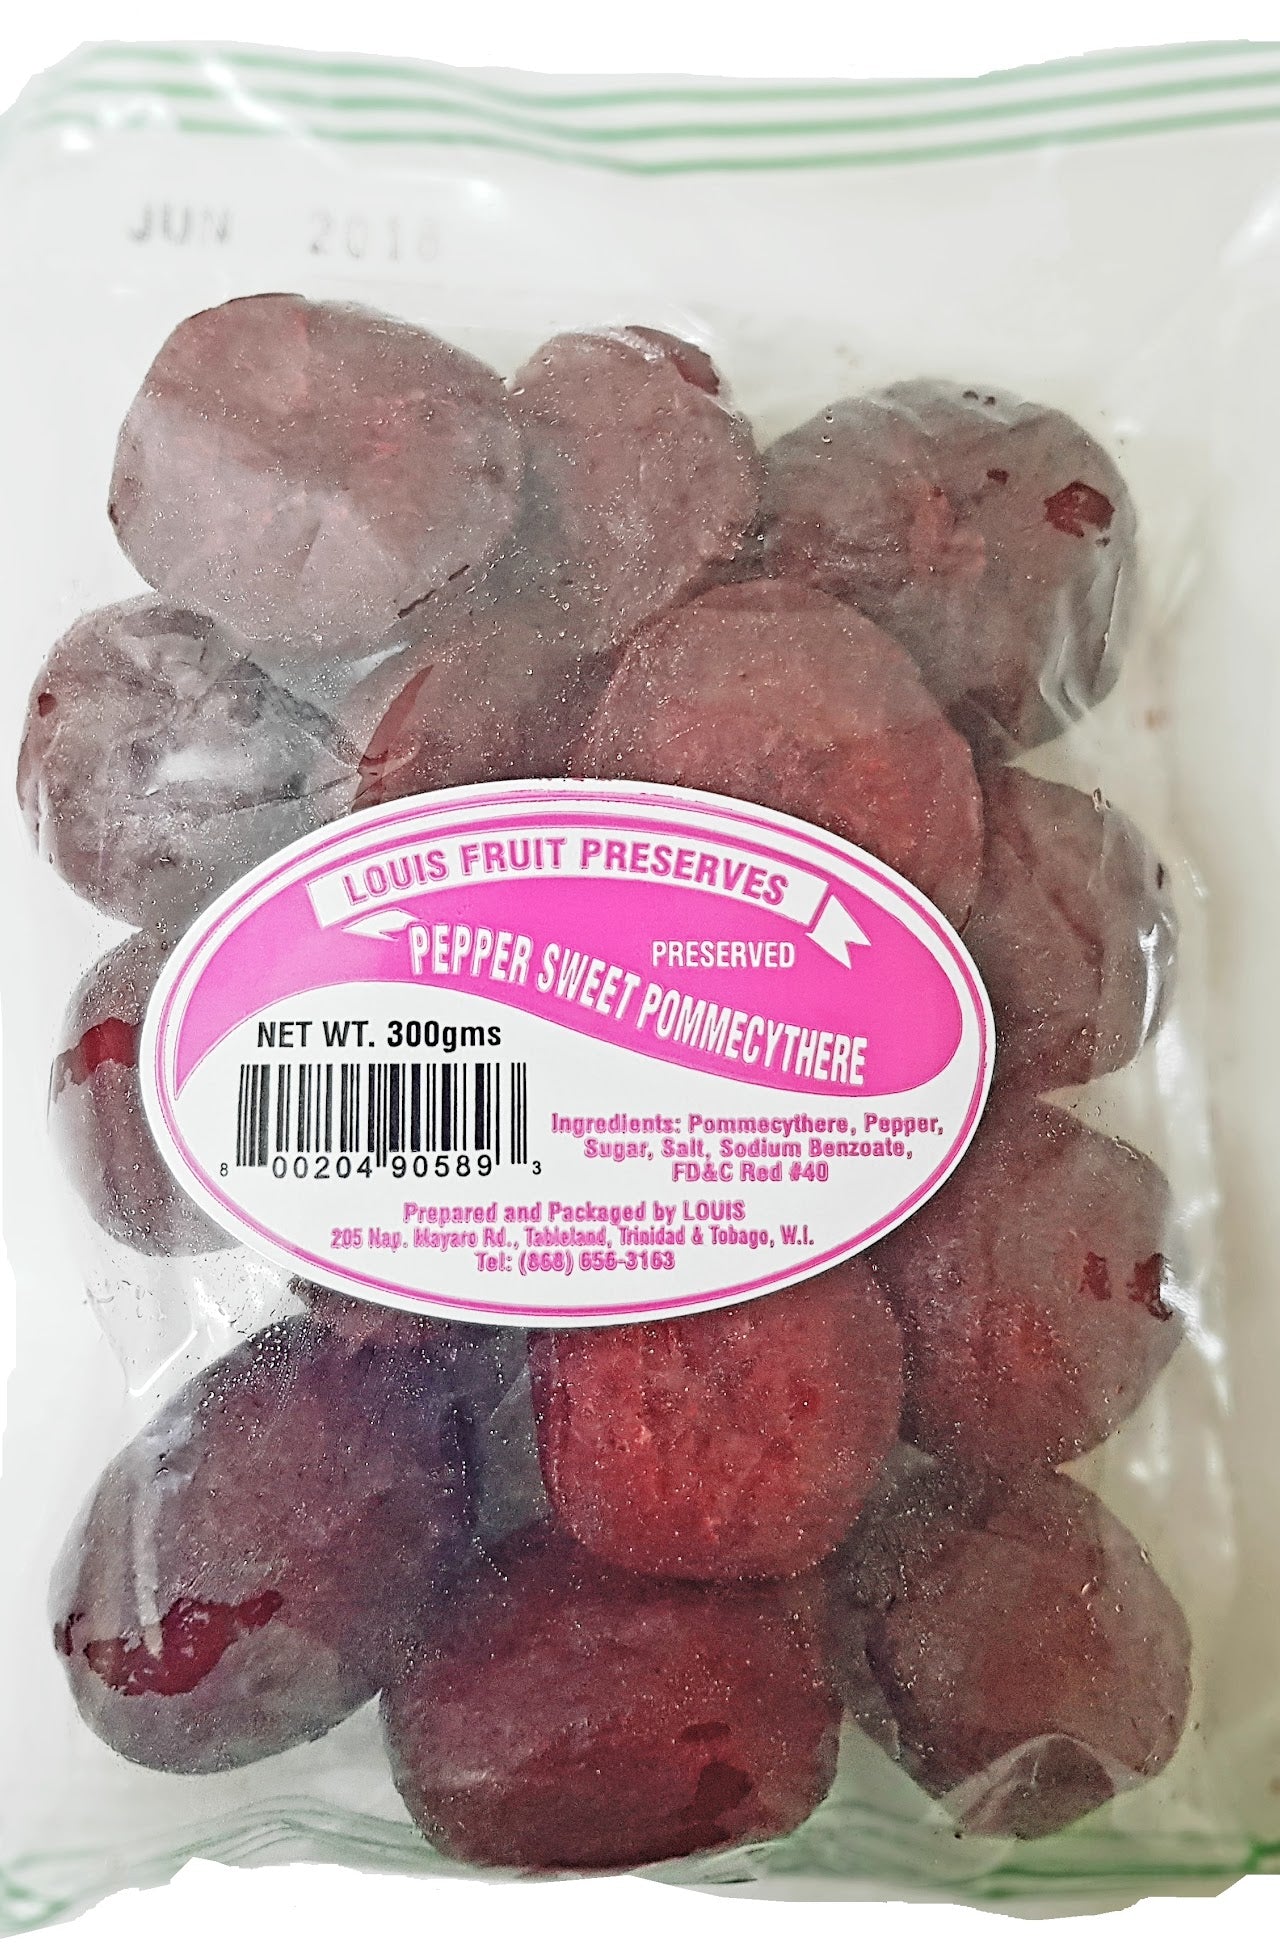 JUN 2018
LOUIS FRUIT PRESERVES
PRESERVED
PEPPER SWEET POMMECYTHERE
NET WT. 300gms
8 00204 90589 3
Ingredients: Pommecythere, Pepper,
Sugar, Salt, Sodium Benzoate,
FD&C Red #40
Prepared and Packaged by LOUIS
205 Nap. Mayaro Rd., Tableland, Trinidad & Tobago, W.I.
Tel: (868) 656-3163